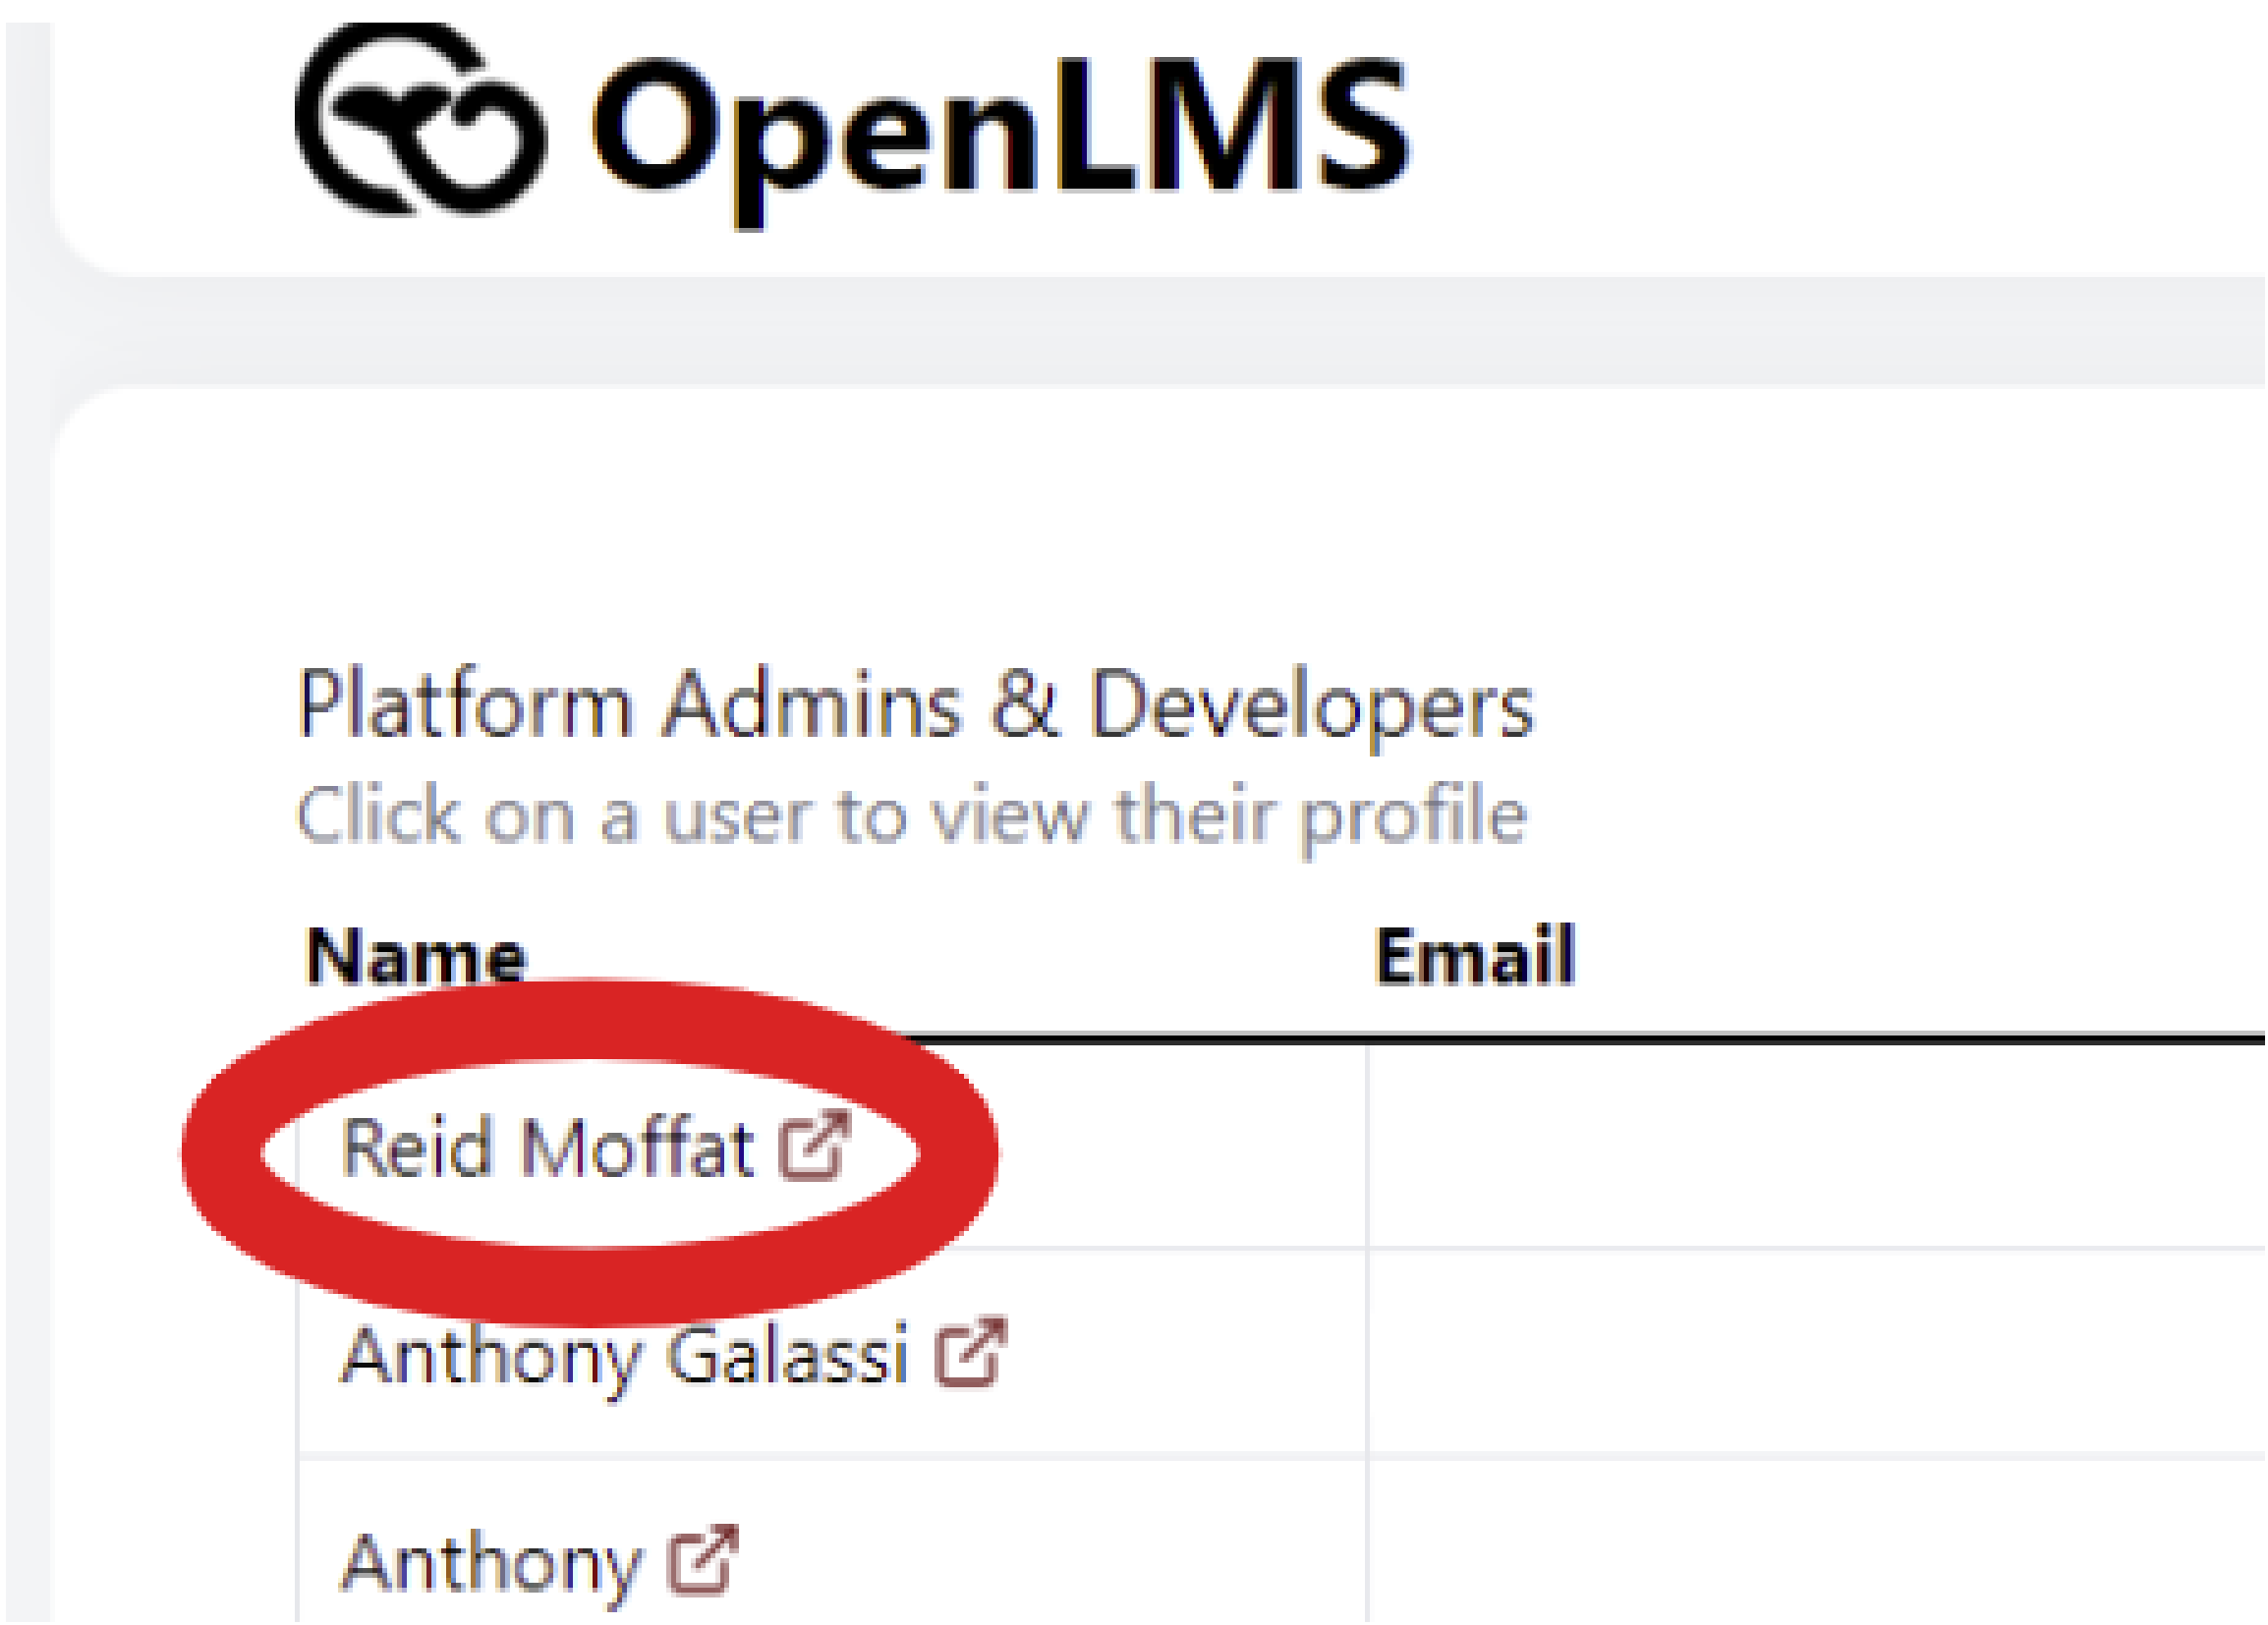 OpenLMS
Platform Admins & Developers
Click on a user to view their profile
Name Email
Reid Moffat
Anthony Galassi
Anthony